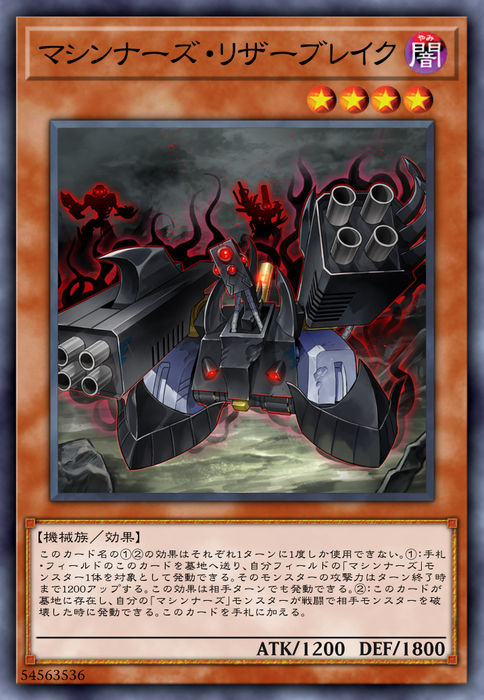 マシンナーズ・リザーブレイク
やみ
闇
【機械族／効果】
このカード名の①②の効果はそれぞれ1ターンに1度しか使用できない。①:手札
・フィールドのこのカードを墓地へ送り、自分フィールドの「マシンナーズ」モ
ンスター1体を対象として発動できる。そのモンスターの攻撃力はターン終了時
まで1200アップする。この効果は相手ターンでも発動できる。②:このカードが
墓地に存在し、自分の「マシンナーズ」モンスターが戦闘で相手モンスターを破
壊した時に発動できる。このカードを手札に加える。
ATK/1200 DEF/1800
54563536